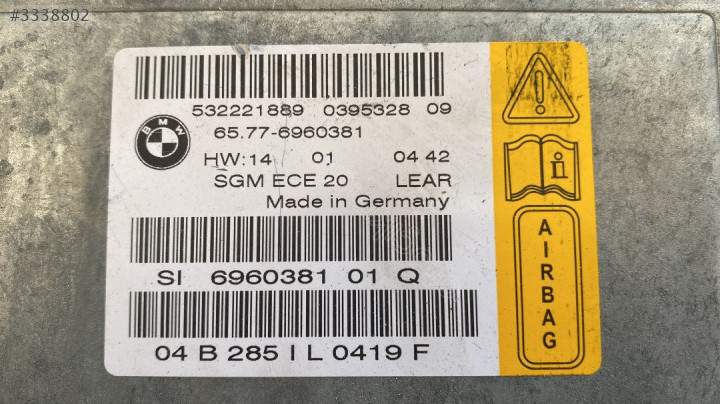 #3338802
532221889 0395328 09
BMW
65.77-6960381
HW:14 01 04 42
SGM ECE 20 LEAR
Made in Germany
SI 6960381 01 Q
04 B 285 I L 0419 F
i
AIRBAG